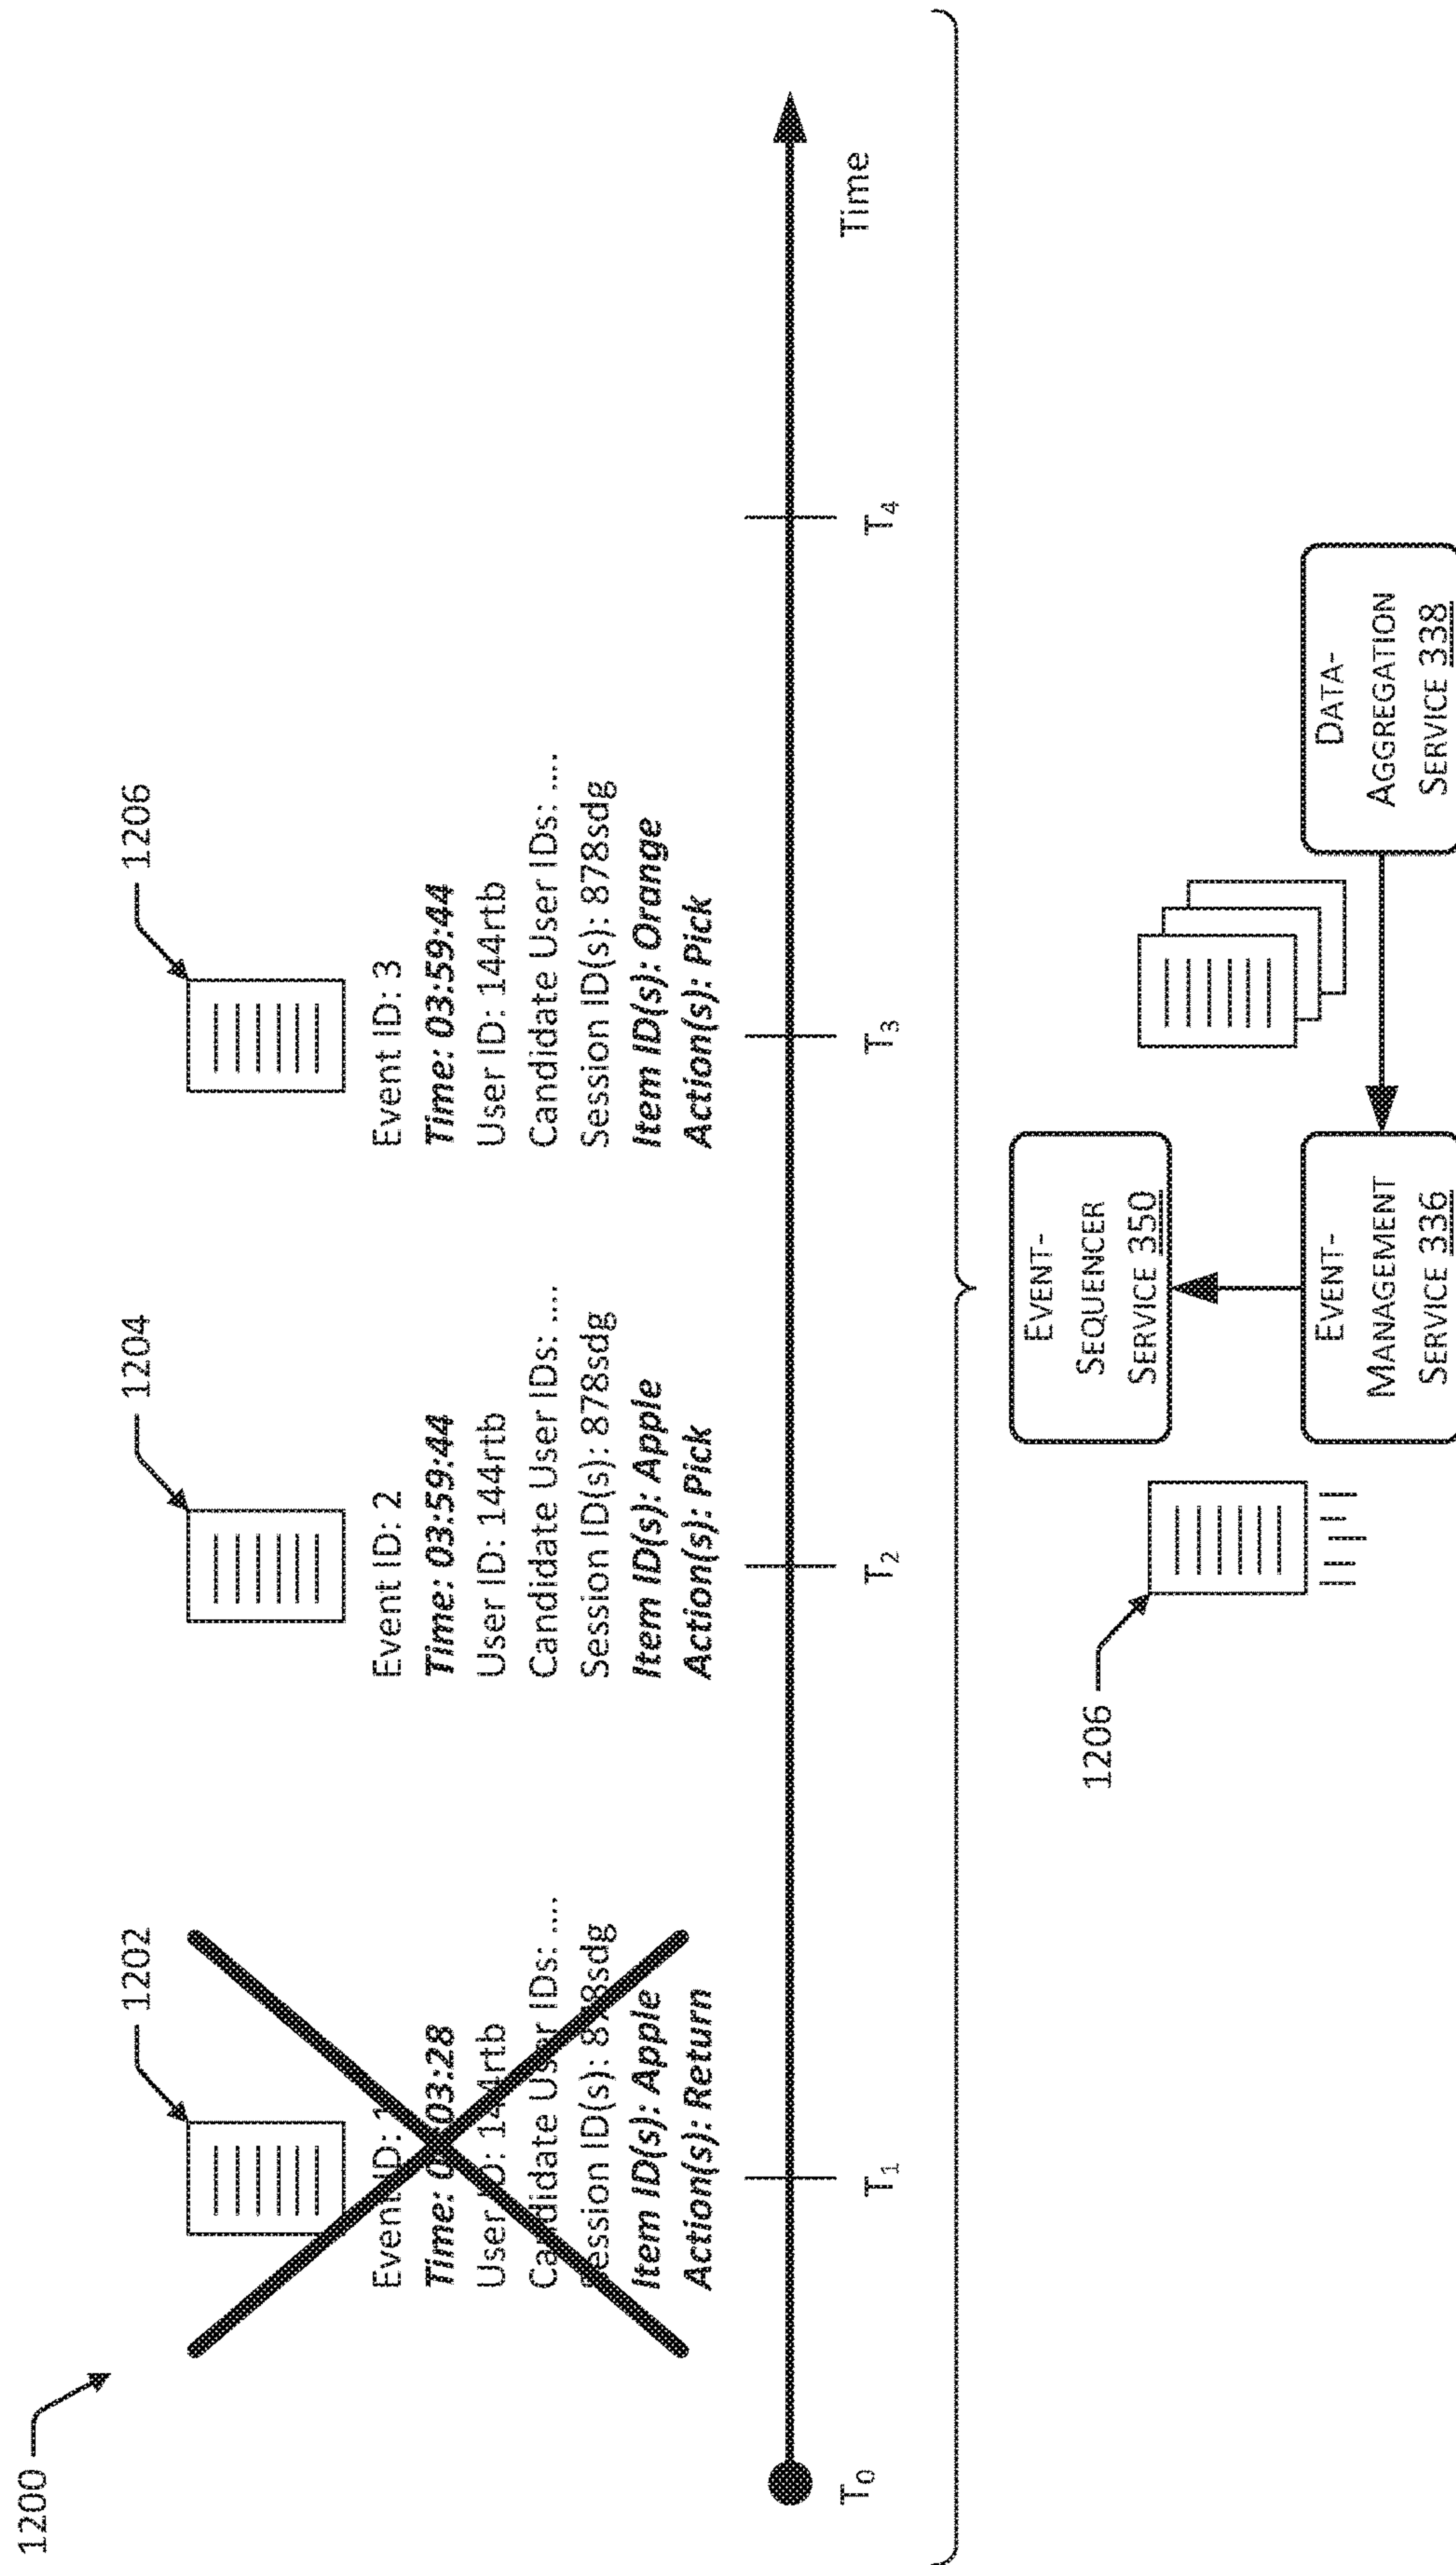 1200
1202
Event ID: 1
Time: 03:28
User ID: 144rtb
Candidate User IDs: ....
Session ID(s): 878sdg
Item ID(s): Apple
Action(s): Return
1204
Event ID: 2
Time: 03:59:44
User ID: 144rtb
Candidate User IDs: ....
Session ID(s): 878sdg
Item ID(s): Apple
Action(s): Pick
1206
Event ID: 3
Time: 03:59:44
User ID: 144rtb
Candidate User IDs: ....
Session ID(s): 878sdg
Item ID(s): Orange
Action(s): Pick
T0
T1
T2
T3
T4
Time
1206
EVENT-
SEQUENCER
SERVICE 350
EVENT-
MANAGEMENT
SERVICE 336
DATA-
AGGREGATION
SERVICE 338